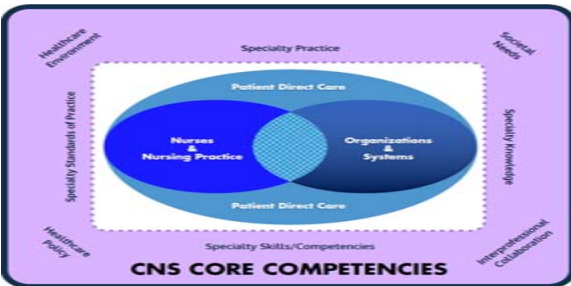 Healthcare
Environment
Specialty Practice
Societal
Needs
Patient Direct Care
Specialty Standards of Practice
Nurses
&
Nursing Practice
Organizations
&
Systems
Specialty Knowledge
Patient Direct Care
Healthcare
Policy
Specialty Skills/Competencies
Interprofessional
Collaboration
CNS CORE COMPETENCIES